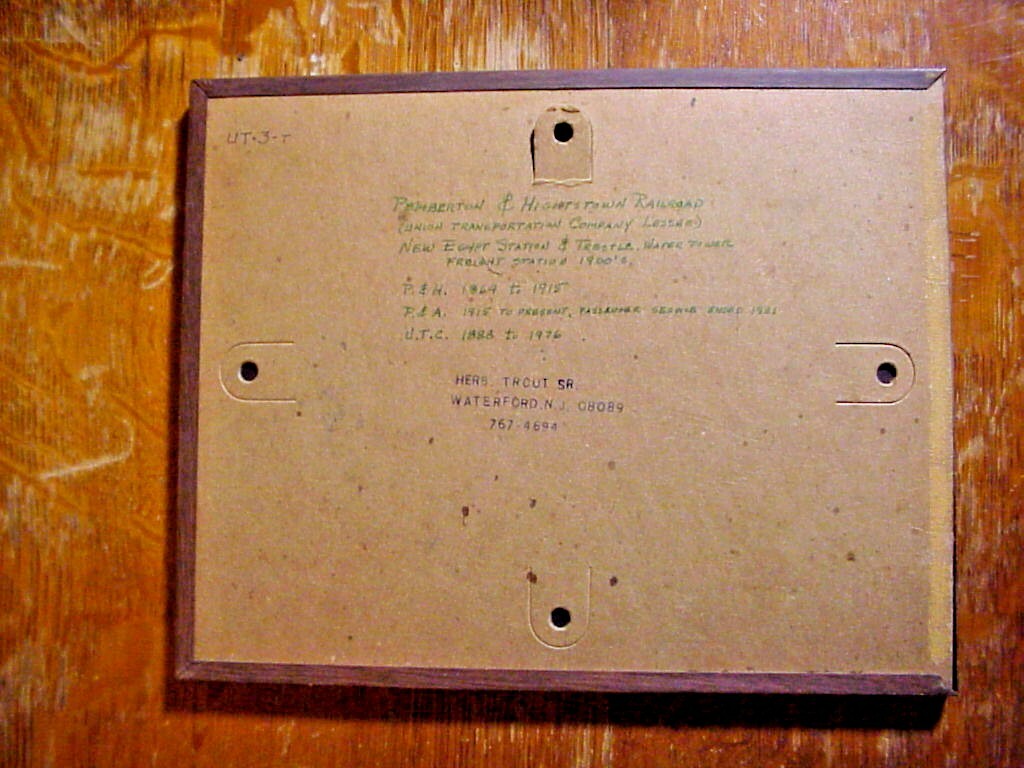 UT-3-T
PEMBERTON & HIGHTSTOWN RAILROAD
(UNION TRANSPORTATION COMPANY LESSEE)
NEW EGYPT STATION & TRESTLE, WATER TOWER
FREIGHT STATION 1900's.
P. & H. 1864 to 1915
P. & A. 1915 TO PRESENT, PASSENGER SERVICE ENDED 1931
U.T.C. 1888 to 1976
HERB. TROUT SR.
WATERFORD, N.J. 08089
767-4694